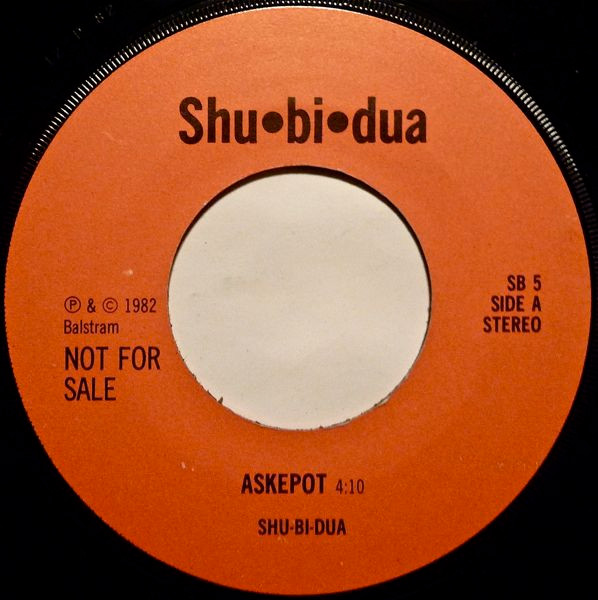 Shu•bi•dua
℗ & © 1982
Balstram
NOT FOR
SALE
SB 5
SIDE A
STEREO
ASKEPOT 4:10
SHU-BI-DUA